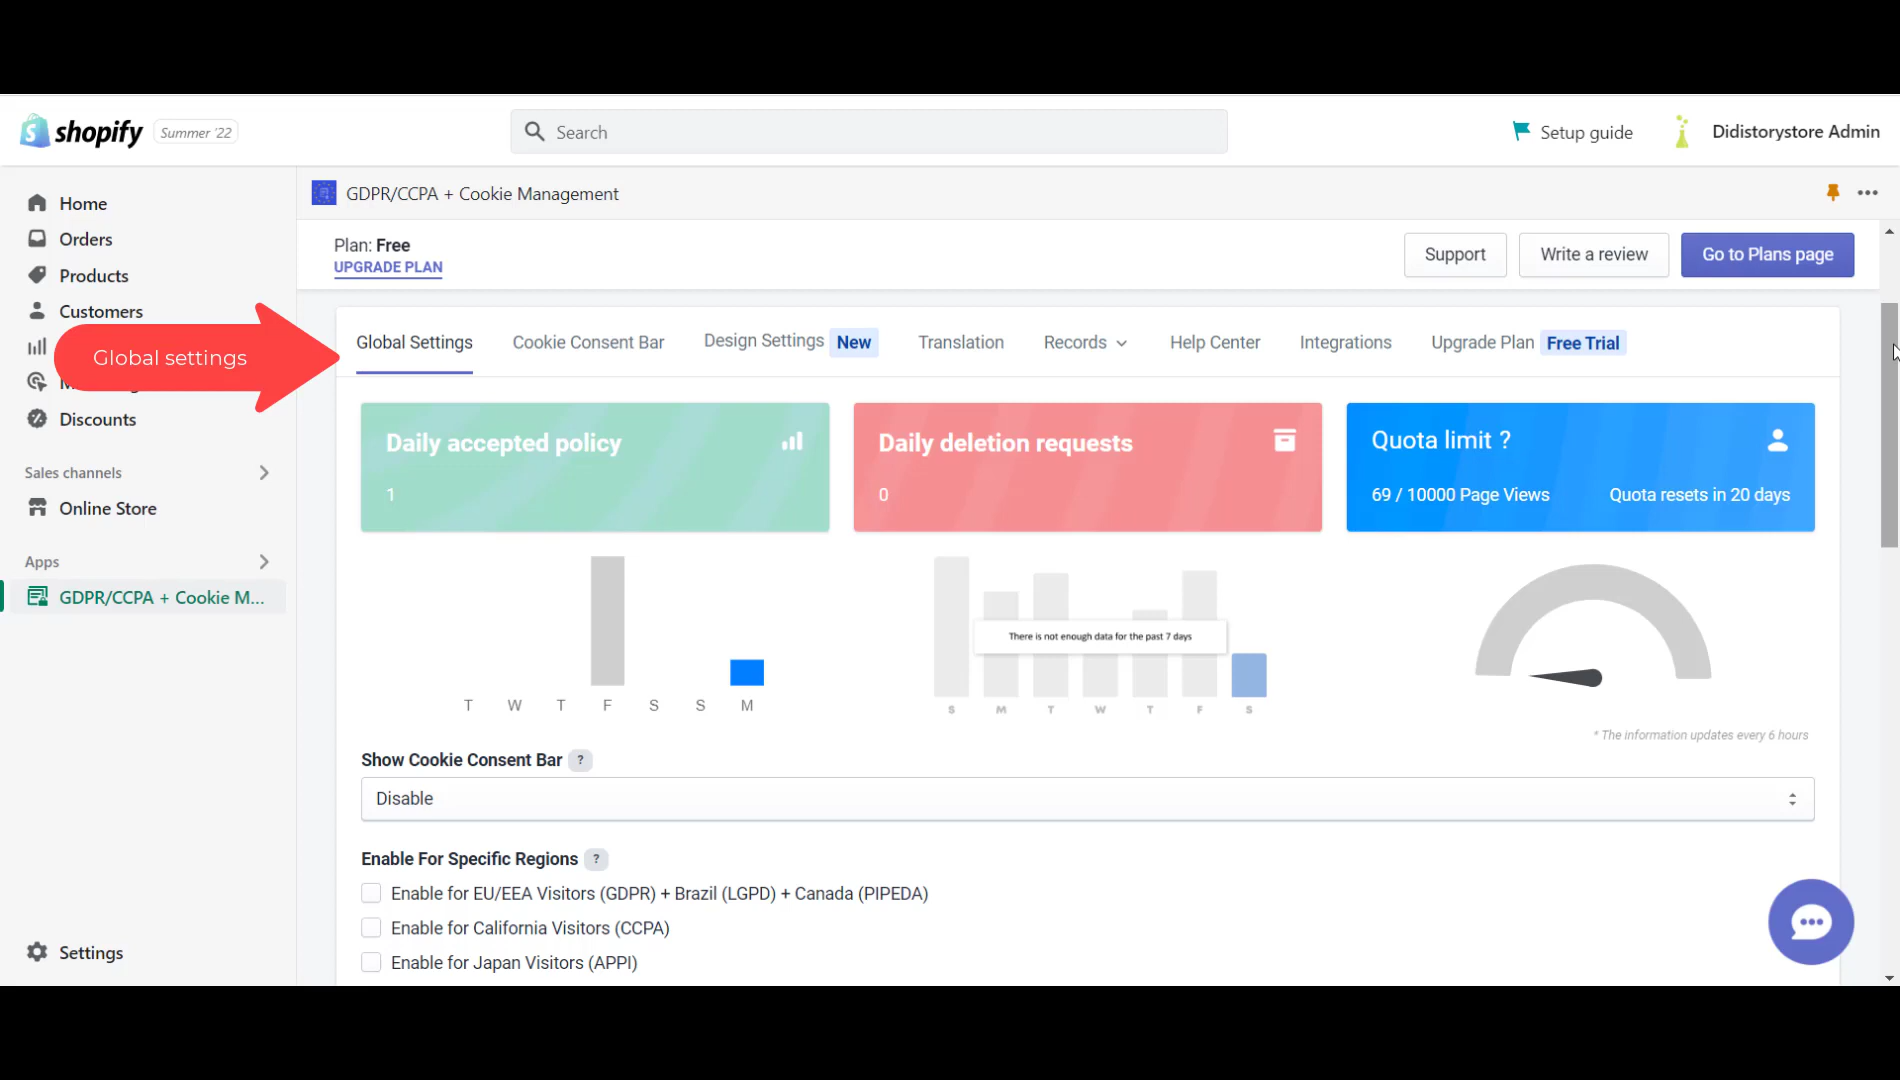 shopify Summer '22
Search
Setup guide
Didistorystore Admin
Home
Orders
Products
Customers
Discounts
Sales channels
Online Store
Apps
GDPR/CCPA + Cookie M...
Settings
Global settings
GDPR/CCPA + Cookie Management
Plan: Free
UPGRADE PLAN
Support
Write a review
Go to Plans page
Global Settings
Cookie Consent Bar
Design Settings New
Translation
Records
Help Center
Integrations
Upgrade Plan Free Trial
Daily accepted policy
1
Daily deletion requests
0
Quota limit ?
69 / 10000 Page Views
Quota resets in 20 days
T W T F S S M
There is not enough data for the past 7 days
S M T W T F S
* The information updates every 6 hours
Show Cookie Consent Bar ?
Disable
Enable For Specific Regions ?
Enable for EU/EEA Visitors (GDPR) + Brazil (LGPD) + Canada (PIPEDA)
Enable for California Visitors (CCPA)
Enable for Japan Visitors (APPI)